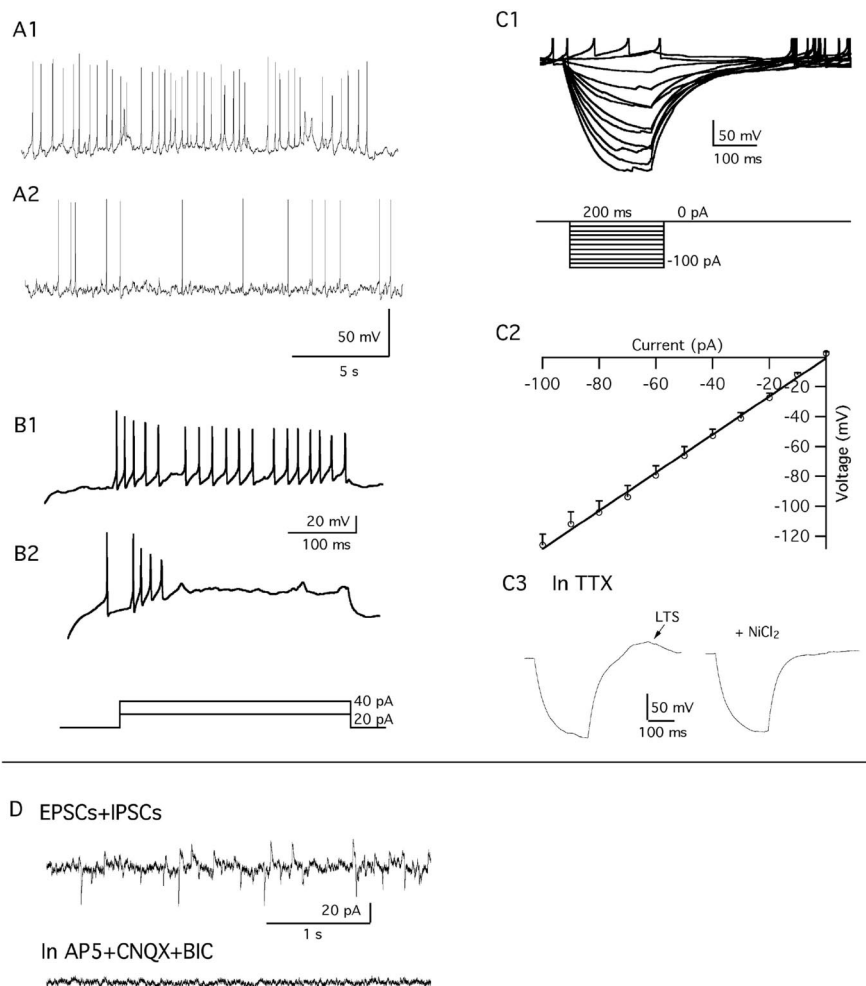 A1
A2
50 mV
5 s
B1
20 mV
100 ms
B2
40 pA
20 pA
C1
50 mV
100 ms
200 ms
0 pA
-100 pA
C2
Current (pA)
-100 -80 -60 -40 -20
-20
-40
-60
-80
-100
-120
Voltage (mV)
C3 In TTX
LTS
+ NiCl2
50 mV
100 ms
D EPSCs+IPSCs
20 pA
1 s
In AP5+CNQX+BIC